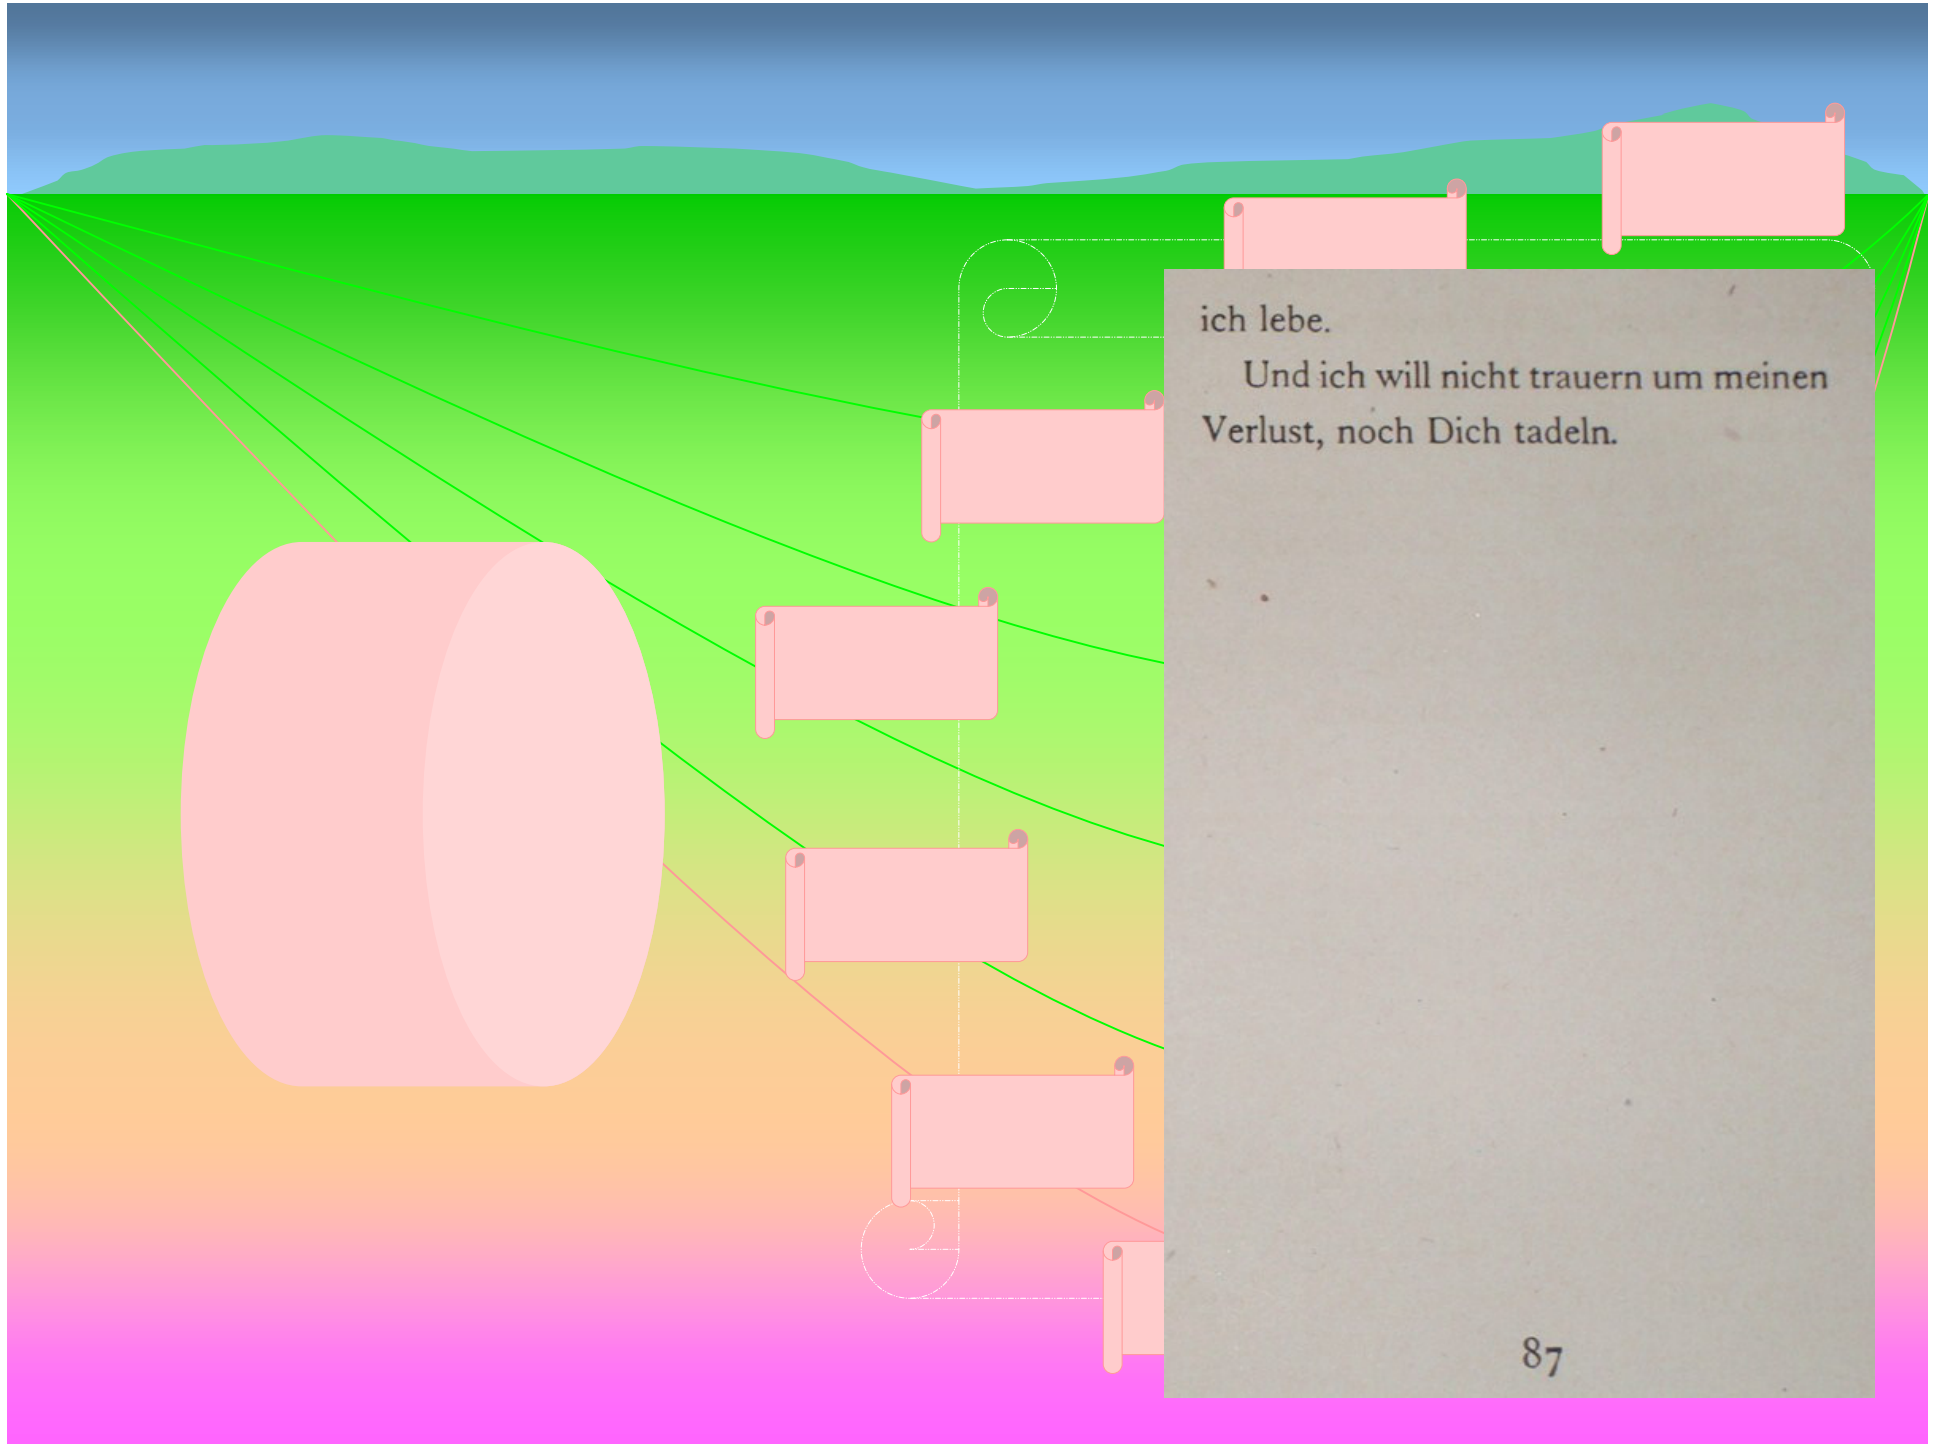 ich lebe.
Und ich will nicht trauern um meinen
Verlust, noch Dich tadeln.
87